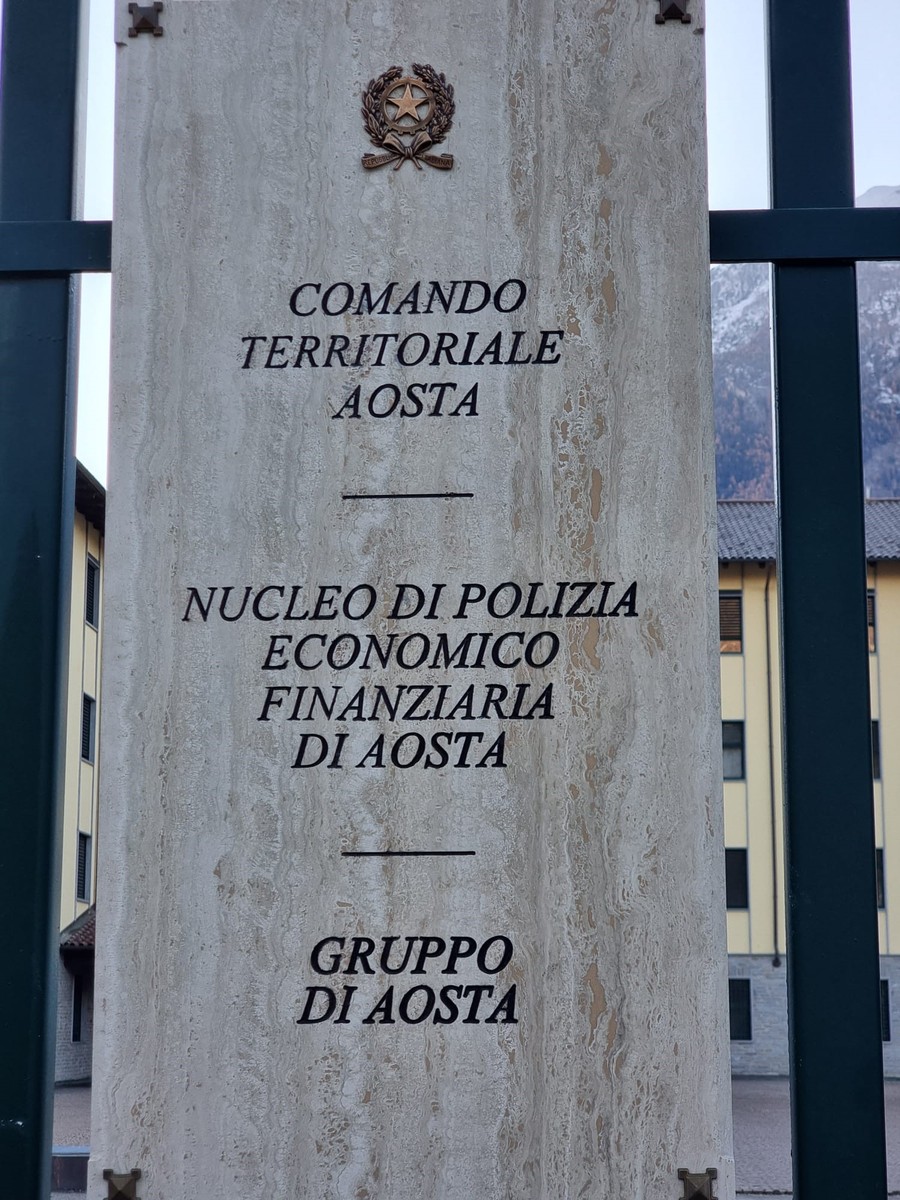 COMANDO
TERRITORIALE
AOSTA
NUCLEO DI POLIZIA
ECONOMICO
FINANZIARIA
DI AOSTA
GRUPPO
DI AOSTA